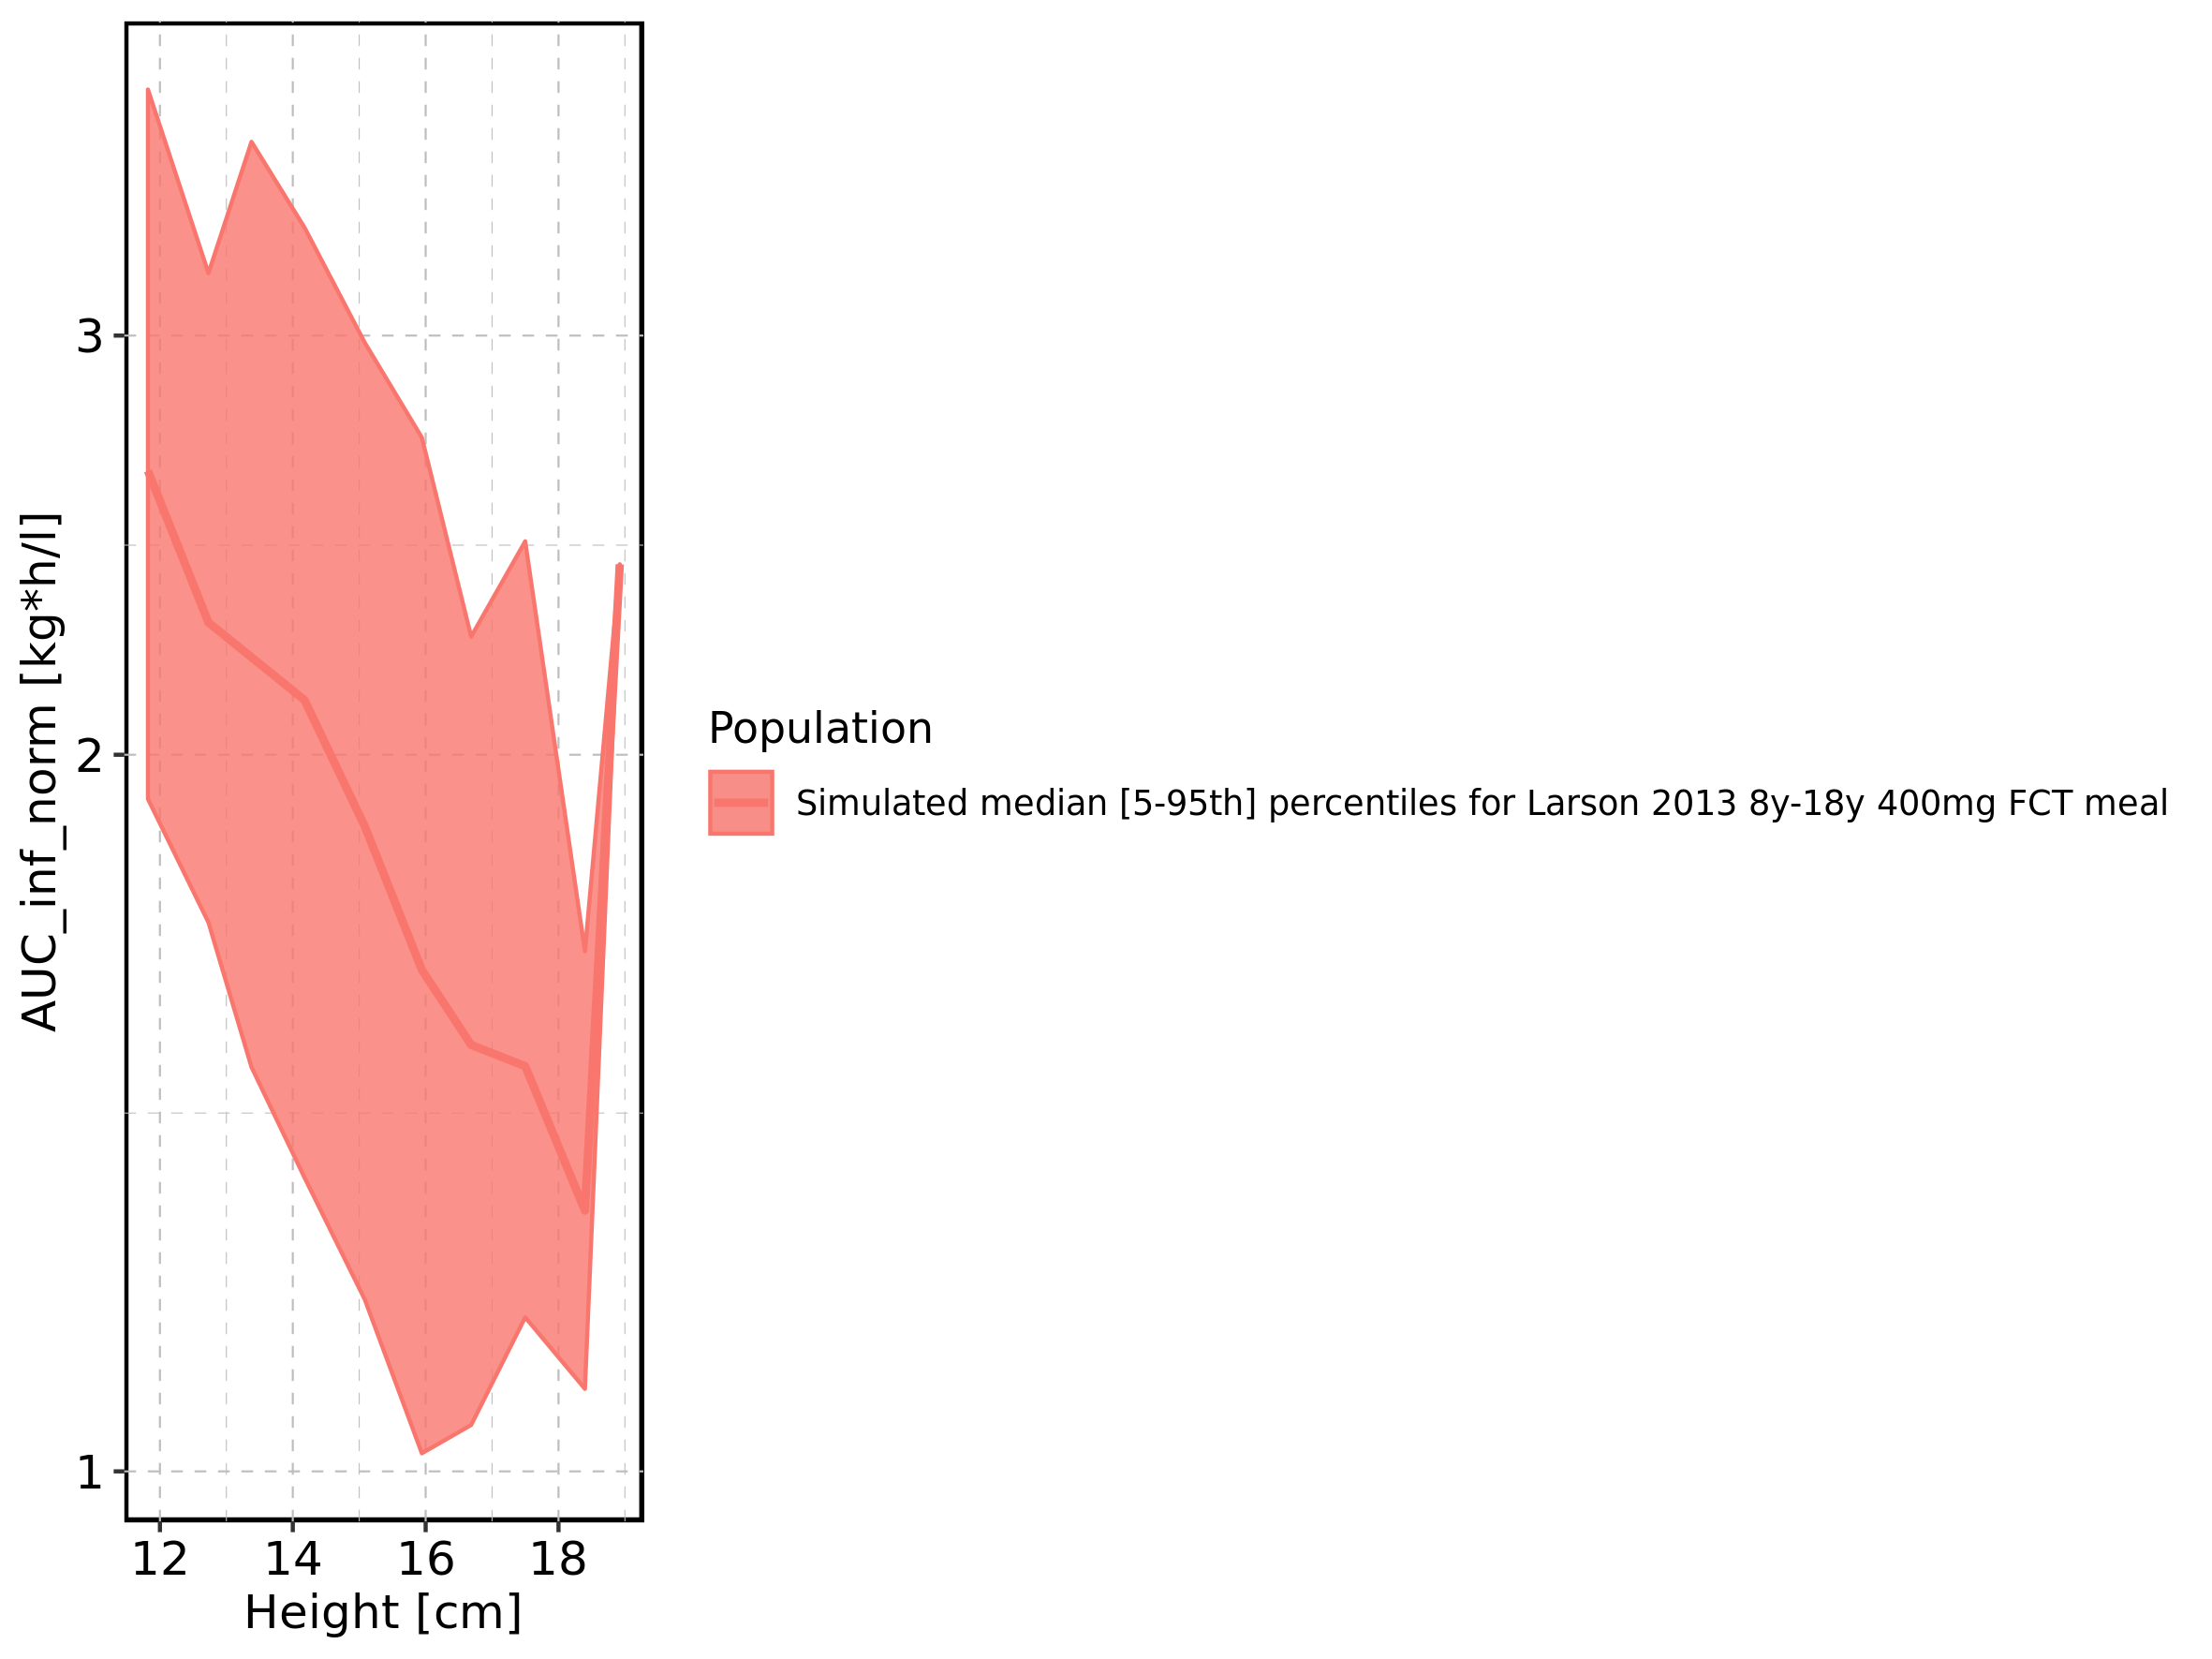 AUC_inf_norm [kg*h/l]
3
2
1
12 14 16 18
Height [cm]
Population
Simulated median [5-95th] percentiles for Larson 2013 8y-18y 400mg FCT meal